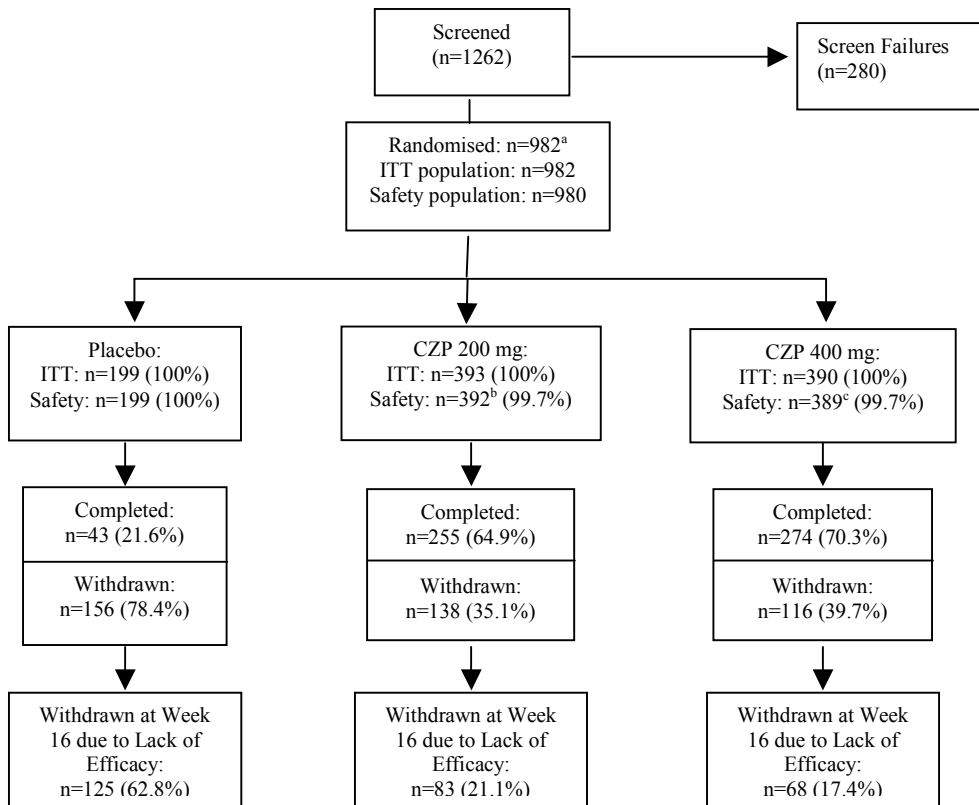 Screened
(n=1262)
Screen Failures
(n=280)
Randomised: n=982ᵃ
ITT population: n=982
Safety population: n=980
Placebo:
ITT: n=199 (100%)
Safety: n=199 (100%)
CZP 200 mg:
ITT: n=393 (100%)
Safety: n=392ᵇ (99.7%)
CZP 400 mg:
ITT: n=390 (100%)
Safety: n=389ᶜ (99.7%)
Completed:
n=43 (21.6%)
Withdrawn:
n=156 (78.4%)
Completed:
n=255 (64.9%)
Withdrawn:
n=138 (35.1%)
Completed:
n=274 (70.3%)
Withdrawn:
n=116 (39.7%)
Withdrawn at Week
16 due to Lack of
Efficacy:
n=125 (62.8%)
Withdrawn at Week
16 due to Lack of
Efficacy:
n=83 (21.1%)
Withdrawn at Week
16 due to Lack of
Efficacy:
n=68 (17.4%)